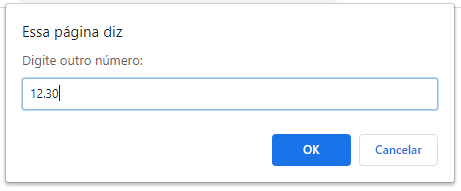 Essa página diz
Digite outro número:
12.30
OK Cancelar